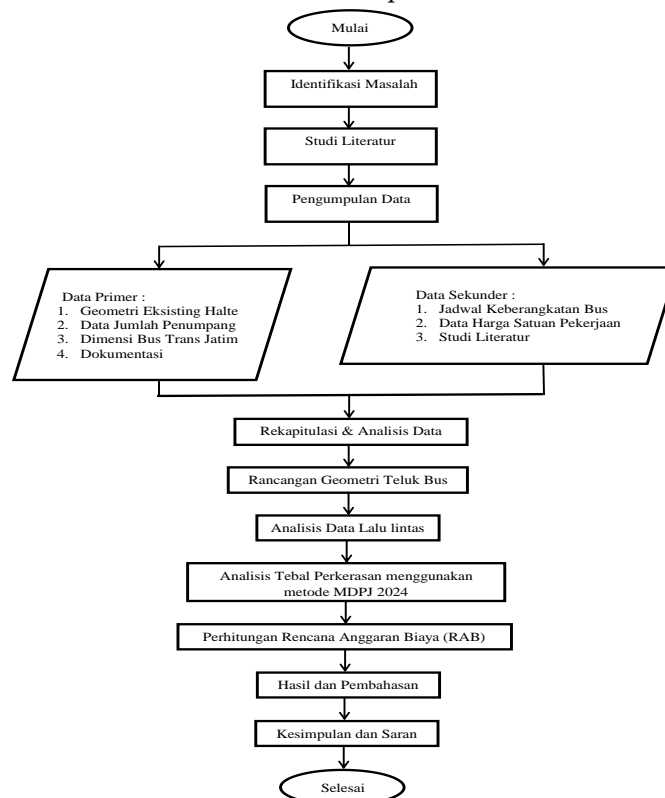 Mulai
Identifikasi Masalah
Studi Literatur
Pengumpulan Data
Data Primer :
1. Geometri Eksisting Halte
2. Data Jumlah Penumpang
3. Dimensi Bus Trans Jatim
4. Dokumentasi
Data Sekunder :
1. Jadwal Keberangkatan Bus
2. Data Harga Satuan Pekerjaan
3. Studi Literatur
Rekapitulasi & Analisis Data
Rancangan Geometri Teluk Bus
Analisis Data Lalu lintas
Analisis Tebal Perkerasan menggunakan
metode MDPJ 2024
Perhitungan Rencana Anggaran Biaya (RAB)
Hasil dan Pembahasan
Kesimpulan dan Saran
Selesai